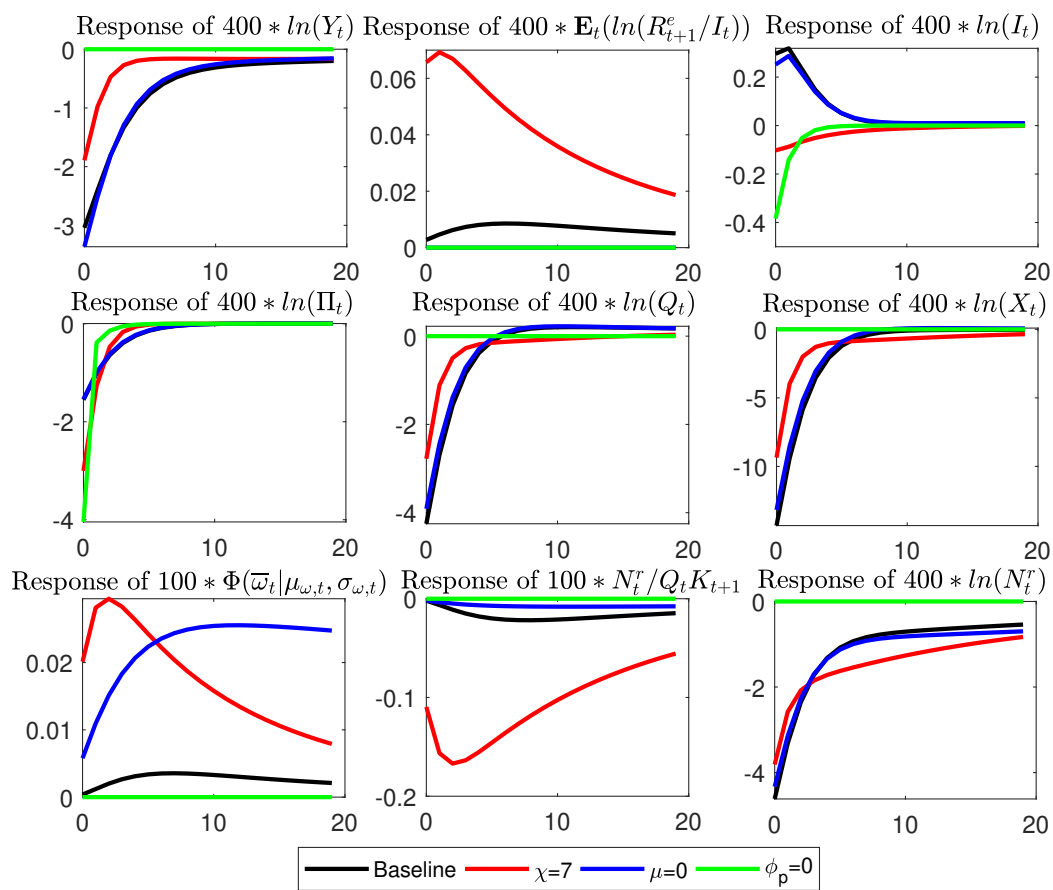 Response of 400 ∗ ln(Y_t)
0
-1
-2
-3
0 10 20
Response of 400 ∗ E_t(ln(R^e_{t+1}/I_t))
0.06
0.04
0.02
0
0 10 20
Response of 400 ∗ ln(I_t)
0.2
0
-0.2
-0.4
0 10 20
Response of 400 ∗ ln(Π_t)
0
-2
-4
0 10 20
Response of 400 ∗ ln(Q_t)
0
-2
-4
0 10 20
Response of 400 ∗ ln(X_t)
0
-5
-10
0 10 20
Response of 100 ∗ Φ(ω̅_t|μ_{ω,t}, σ_{ω,t})
0.02
0.01
0
0 10 20
Response of 100 ∗ N^r_t/Q_tK_{t+1}
0
-0.1
-0.2
0 10 20
Response of 400 ∗ ln(N^r_t)
0
-2
-4
0 10 20
Baseline χ=7 μ=0 ϕ_p=0